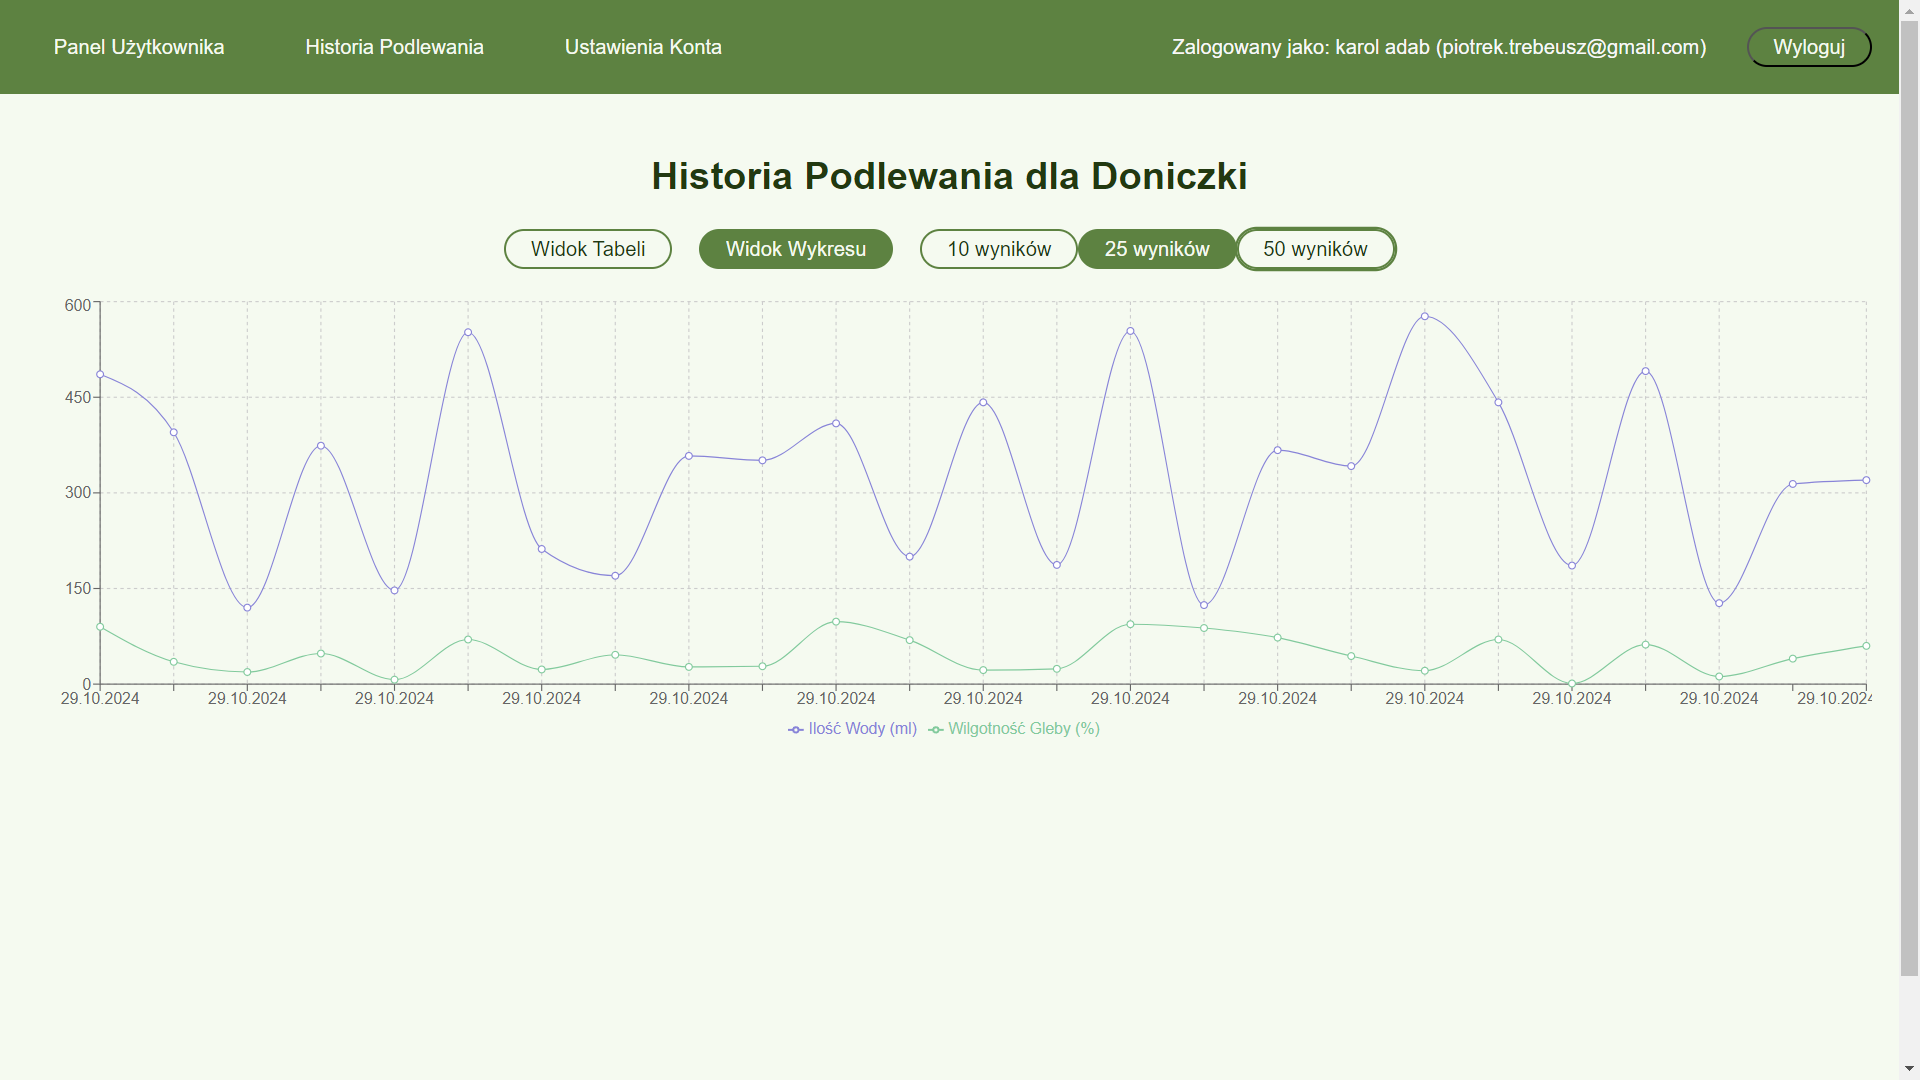 Panel Użytkownika Historia Podlewania Ustawienia Konta Zalogowany jako: karol adab (piotrek.trebeusz@gmail.com) Wyloguj
Historia Podlewania dla Doniczki
Widok Tabeli Widok Wykresu 10 wyników 25 wyników 50 wyników
600
450
300
150
0
29.10.2024 29.10.2024 29.10.2024 29.10.2024 29.10.2024 29.10.2024 29.10.2024 29.10.2024 29.10.2024 29.10.2024 29.10.2024 29.10.2024 29.10.2024
Ilość Wody (ml) Wilgotność Gleby (%)